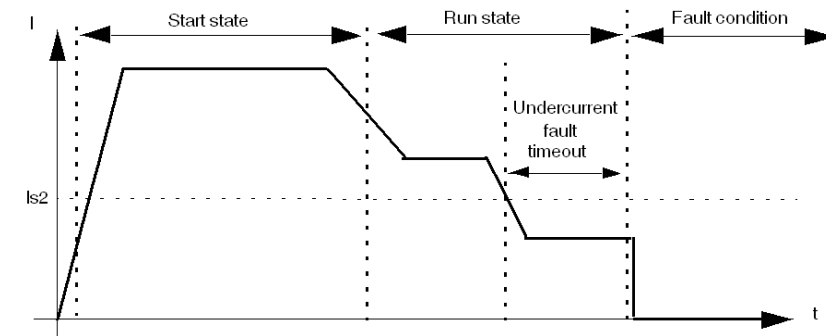 I
Start state
Run state
Fault condition
Undercurrent
fault
timeout
Is2
t